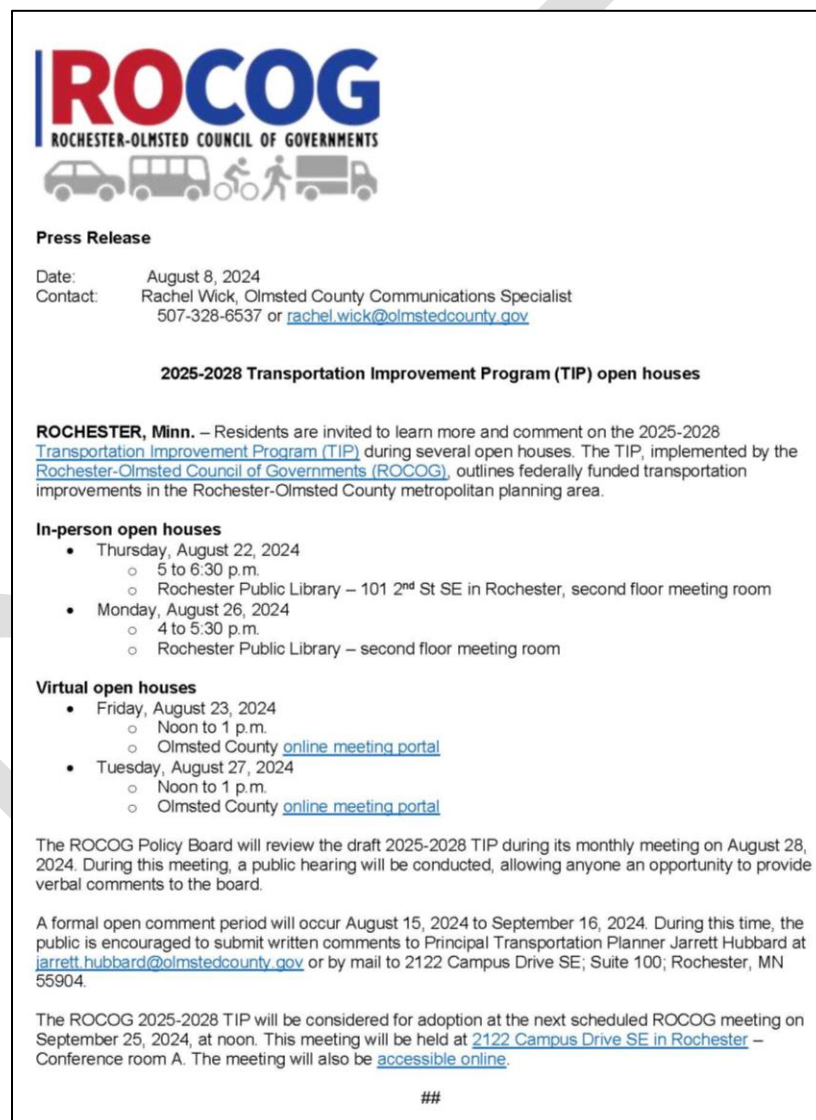 ROCOG
ROCHESTER-OLMSTED COUNCIL OF GOVERNMENTS
Press Release
Date: August 8, 2024
Contact: Rachel Wick, Olmsted County Communications Specialist
507-328-6537 or rachel.wick@olmstedcounty.gov
2025-2028 Transportation Improvement Program (TIP) open houses
ROCHESTER, Minn. – Residents are invited to learn more and comment on the 2025-2028
Transportation Improvement Program (TIP) during several open houses. The TIP, implemented by the
Rochester-Olmsted Council of Governments (ROCOG), outlines federally funded transportation
improvements in the Rochester-Olmsted County metropolitan planning area.
In-person open houses
• Thursday, August 22, 2024
○ 5 to 6:30 p.m.
○ Rochester Public Library – 101 2nd St SE in Rochester, second floor meeting room
• Monday, August 26, 2024
○ 4 to 5:30 p.m.
○ Rochester Public Library – second floor meeting room
Virtual open houses
• Friday, August 23, 2024
○ Noon to 1 p.m.
○ Olmsted County online meeting portal
• Tuesday, August 27, 2024
○ Noon to 1 p.m.
○ Olmsted County online meeting portal
The ROCOG Policy Board will review the draft 2025-2028 TIP during its monthly meeting on August 28,
2024. During this meeting, a public hearing will be conducted, allowing anyone an opportunity to provide
verbal comments to the board.
A formal open comment period will occur August 15, 2024 to September 16, 2024. During this time, the
public is encouraged to submit written comments to Principal Transportation Planner Jarrett Hubbard at
jarrett.hubbard@olmstedcounty.gov or by mail to 2122 Campus Drive SE; Suite 100; Rochester, MN
55904.
The ROCOG 2025-2028 TIP will be considered for adoption at the next scheduled ROCOG meeting on
September 25, 2024, at noon. This meeting will be held at 2122 Campus Drive SE in Rochester –
Conference room A. The meeting will also be accessible online.
##